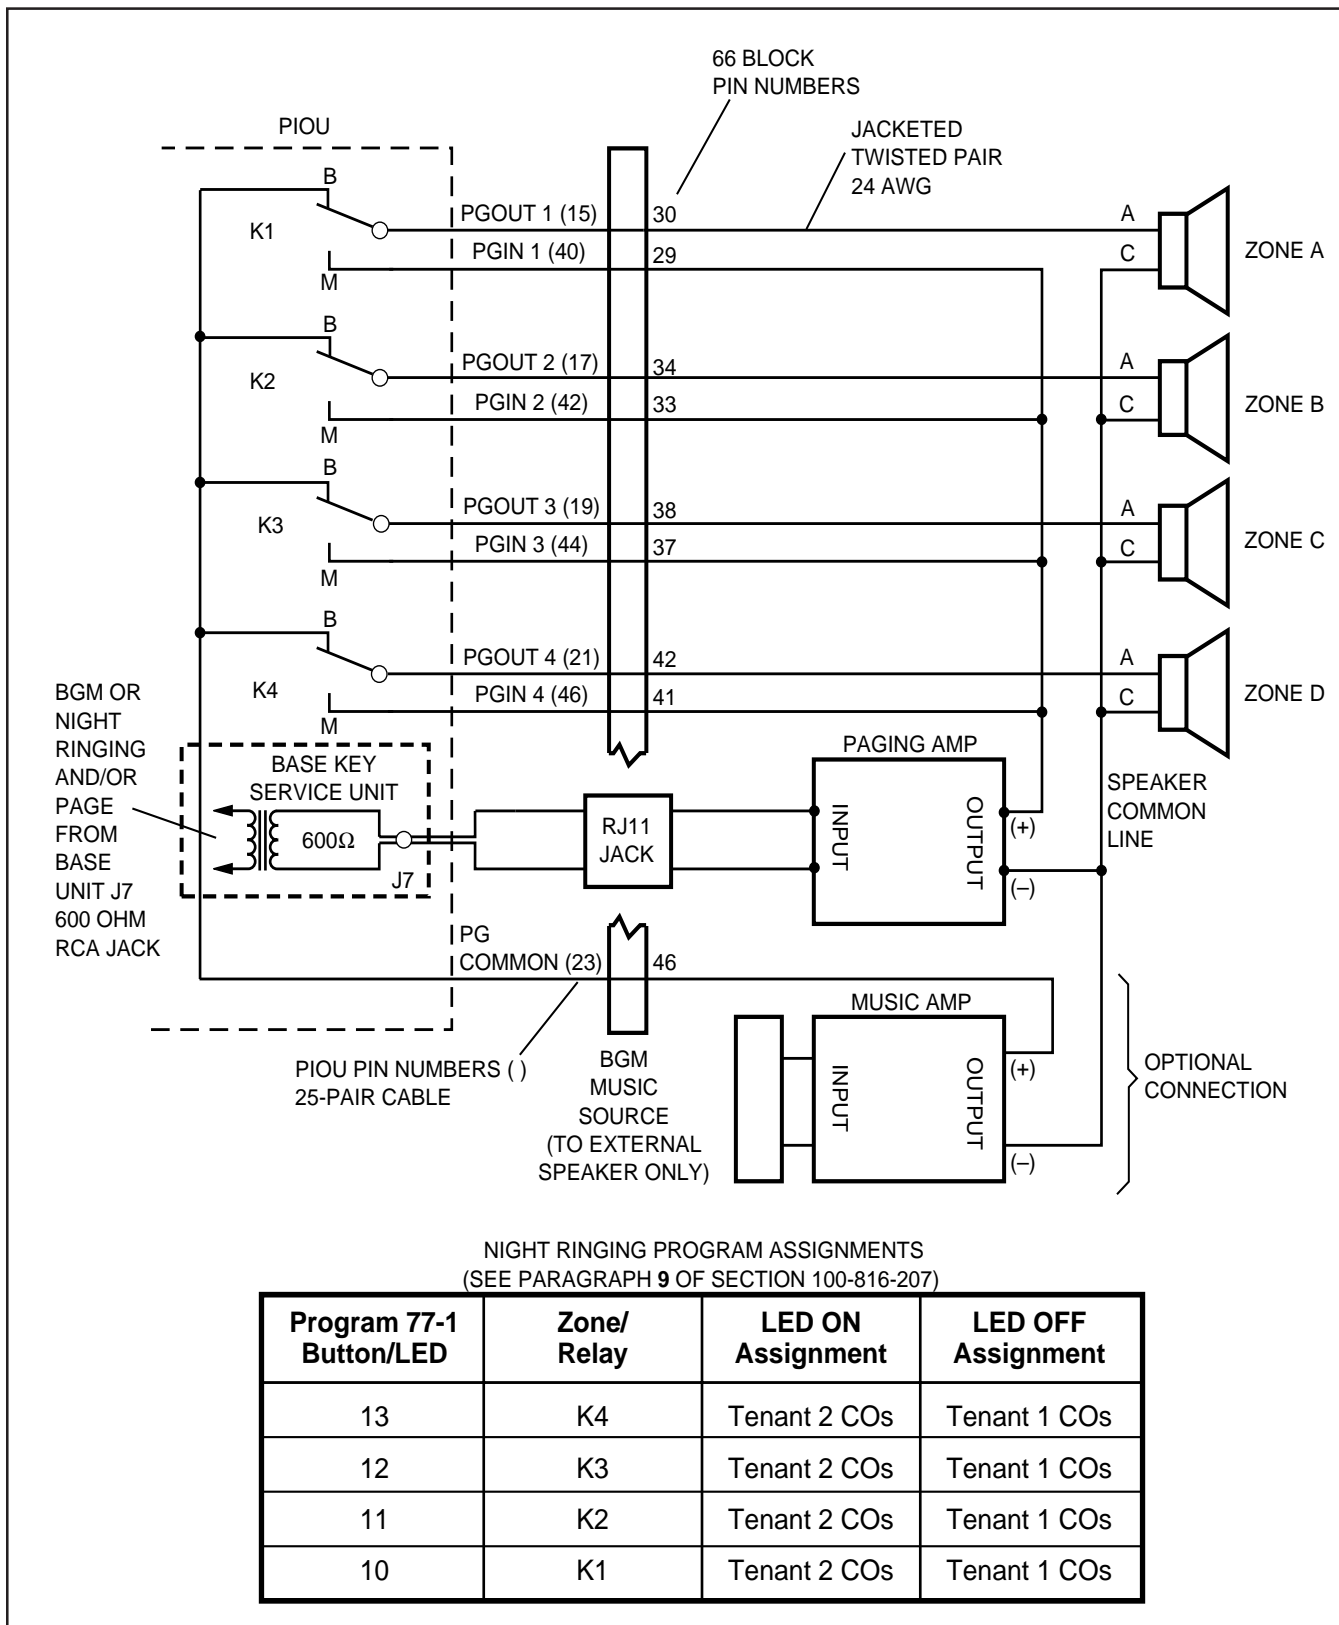 66 BLOCK
PIN NUMBERS
PIOU
JACKETED
TWISTED PAIR
24 AWG
B
K1
M
PGOUT 1 (15)
30
PGIN 1 (40)
29
A
C
ZONE A
B
K2
M
PGOUT 2 (17)
34
PGIN 2 (42)
33
A
C
ZONE B
B
K3
M
PGOUT 3 (19)
38
PGIN 3 (44)
37
A
C
ZONE C
B
K4
M
PGOUT 4 (21)
42
PGIN 4 (46)
41
A
C
ZONE D
BGM OR
NIGHT
RINGING
AND/OR
PAGE
FROM
BASE
UNIT J7
600 OHM
RCA JACK
BASE KEY
SERVICE UNIT
600Ω
J7
RJ11
JACK
PAGING AMP
INPUT
OUTPUT
(+)
(–)
SPEAKER
COMMON
LINE
PG
COMMON (23)
46
PIOU PIN NUMBERS ( )
25-PAIR CABLE
BGM
MUSIC
SOURCE
(TO EXTERNAL
SPEAKER ONLY)
MUSIC AMP
INPUT
OUTPUT
(+)
(–)
OPTIONAL
CONNECTION
NIGHT RINGING PROGRAM ASSIGNMENTS
(SEE PARAGRAPH 9 OF SECTION 100-816-207)
Program 77-1 Button/LED | Zone/ Relay | LED ON Assignment | LED OFF Assignment
13 | K4 | Tenant 2 COs | Tenant 1 COs
12 | K3 | Tenant 2 COs | Tenant 1 COs
11 | K2 | Tenant 2 COs | Tenant 1 COs
10 | K1 | Tenant 2 COs | Tenant 1 COs